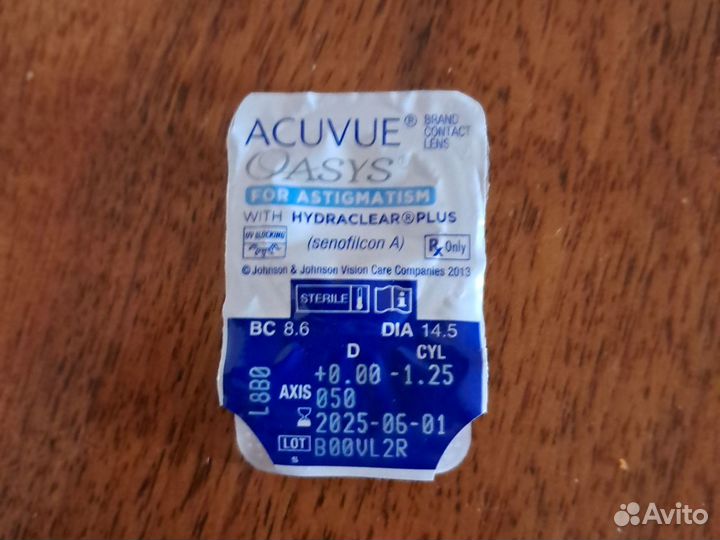 ACUVUE® BRAND CONTACT LENS
OASYS®
FOR ASTIGMATISM
WITH HYDRACLEAR®PLUS
UV BLOCKING
(senofilcon A)
Rx Only
© Johnson & Johnson Vision Care Companies 2013
STERILE
BC 8.6 DIA 14.5
D CYL
+0.00 -1.25
AXIS 050
2025-06-01
LOT B00VL2R
S
L8B0
Avito